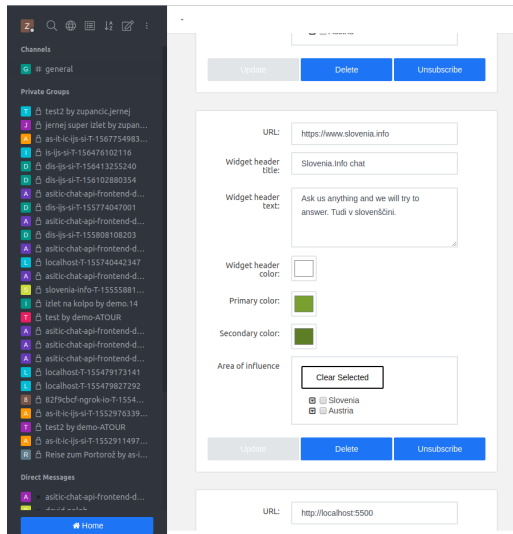 Z
Channels
G # general
Private Groups
T test2 by zupancic.jernej
J jernej super izlet by zupan...
A as-it-ic-ijs-si-T-1567754983...
I is-ijs-si-T-156476102116
D dis-ijs-si-T-156413255240
D dis-ijs-si-T-156102880354
A asitic-chat-api-frontend-d...
D dis-ijs-si-T-155774047001
A asitic-chat-api-frontend-d...
D dis-ijs-si-T-155808108203
A asitic-chat-api-frontend-d...
L localhost-T-155740442347
A asitic-chat-api-frontend-d...
S slovenia-info-T-15555881...
I izlet na kolpo by demo.14
T test by demo-ATOUR
A asitic-chat-api-frontend-d...
A asitic-chat-api-frontend-d...
A asitic-chat-api-frontend-d...
L localhost-T-155479173141
L localhost-T-155479827292
8 82f9cbcf-ngrok-io-T-1554...
A as-it-ic-ijs-si-T-1552976339...
T test2 by demo-ATOUR
A as-it-ic-ijs-si-T-1552911497...
R Reise zum Portorož by as-i...
Direct Messages
A asitic-chat-api-frontend-d...
Home
Update Delete Unsubscribe
URL: https://www.slovenia.info
Widget header title: Slovenia.Info chat
Widget header text: Ask us anything and we will try to
answer. Tudi v slovenščini.
Widget header color:
Primary color:
Secondary color:
Area of influence
Clear Selected
Slovenia
Austria
Update Delete Unsubscribe
URL: http://localhost:5500